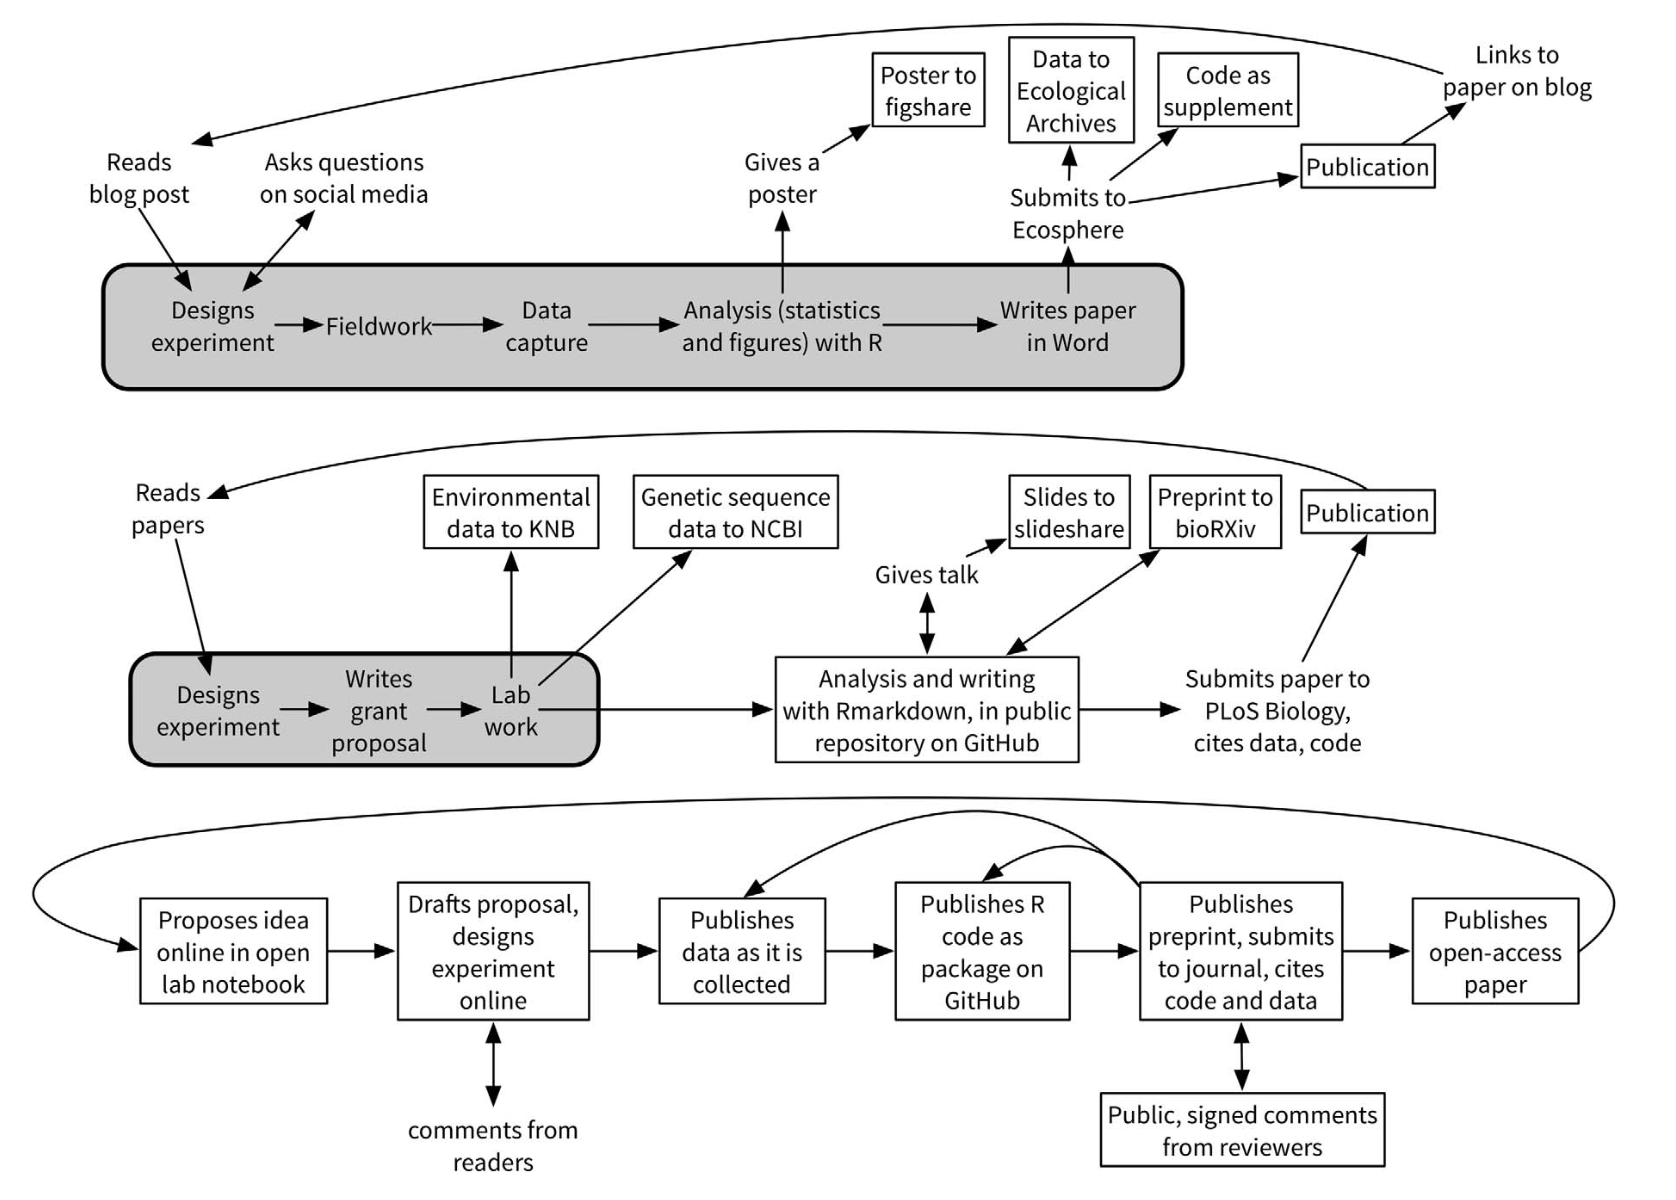 Links to
paper on blog
Data to
Ecological
Archives
Poster to
figshare
Code as
supplement
Reads
blog post
Asks questions
on social media
Gives a
poster
Submits to
Ecosphere
Publication
Designs
experiment
Fieldwork
Data
capture
Analysis (statistics
and figures) with R
Writes paper
in Word
Reads
papers
Environmental
data to KNB
Genetic sequence
data to NCBI
Slides to
slideshare
Preprint to
bioRXiv
Publication
Gives talk
Designs
experiment
Writes
grant
proposal
Lab
work
Analysis and writing
with Rmarkdown, in public
repository on GitHub
Submits paper to
PLoS Biology,
cites data, code
Proposes idea
online in open
lab notebook
Drafts proposal,
designs
experiment
online
Publishes
data as it is
collected
Publishes R
code as
package on
GitHub
Publishes
preprint, submits
to journal, cites
code and data
Publishes
open-access
paper
comments from
readers
Public, signed comments
from reviewers